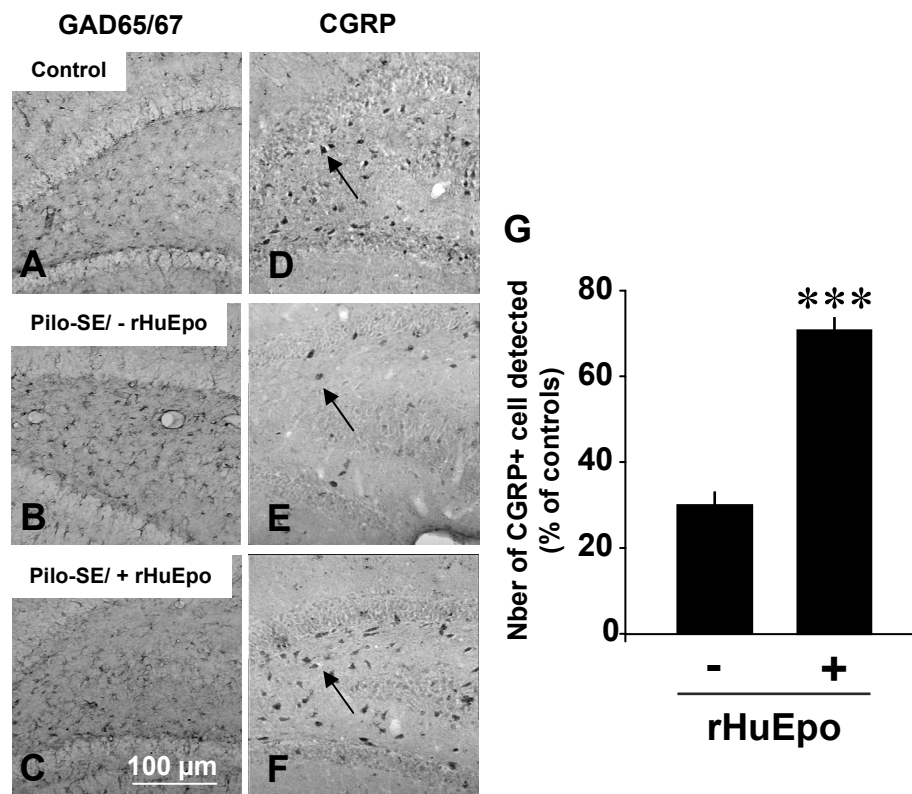 GAD65/67
CGRP
Control
A
D
Pilo-SE/ - rHuEpo
B
E
Pilo-SE/ + rHuEpo
C
100 µm
F
G
Nber of CGRP+ cell detected
(% of controls)
80
60
40
20
0
***
- +
rHuEpo